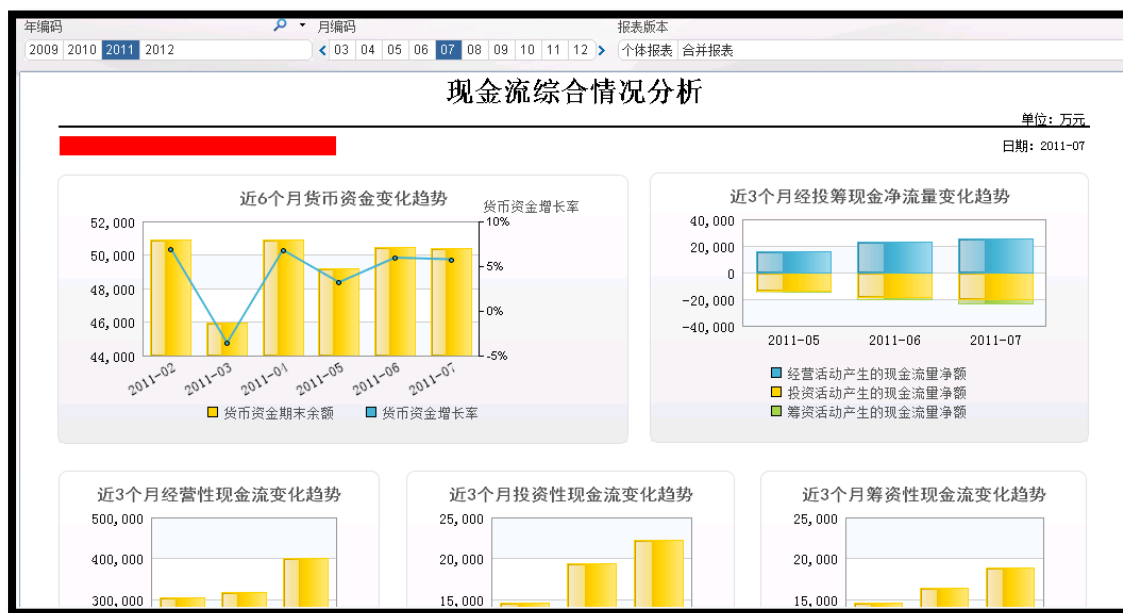 年编码 月编码 报表版本
2009 2010 2011 2012 03 04 05 06 07 08 09 10 11 12 个体报表 合并报表
现金流综合情况分析
单位：万元
日期：2011-07
近6个月货币资金变化趋势
货币资金增长率
52,000
50,000
48,000
46,000
44,000
10%
5%
0%
-5%
2011-02 2011-03 2011-04 2011-05 2011-06 2011-07
货币资金期末余额 货币资金增长率
近3个月经投筹现金净流量变化趋势
40,000
20,000
0
-20,000
-40,000
2011-05 2011-06 2011-07
经营活动产生的现金流量净额
投资活动产生的现金流量净额
筹资活动产生的现金流量净额
近3个月经营性现金流变化趋势
500,000
400,000
300,000
近3个月投资性现金流变化趋势
25,000
20,000
15,000
近3个月筹资性现金流变化趋势
25,000
20,000
15,000